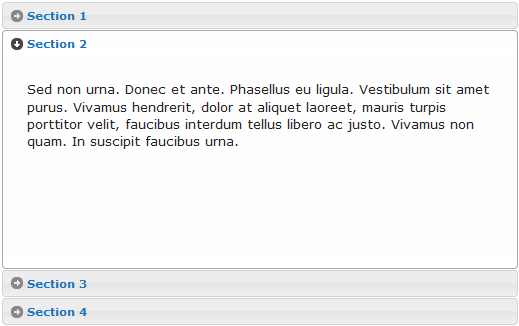 Section 1
Section 2
Sed non urna. Donec et ante. Phasellus eu ligula. Vestibulum sit amet
purus. Vivamus hendrerit, dolor at aliquet laoreet, mauris turpis
porttitor velit, faucibus interdum tellus libero ac justo. Vivamus non
quam. In suscipit faucibus urna.
Section 3
Section 4